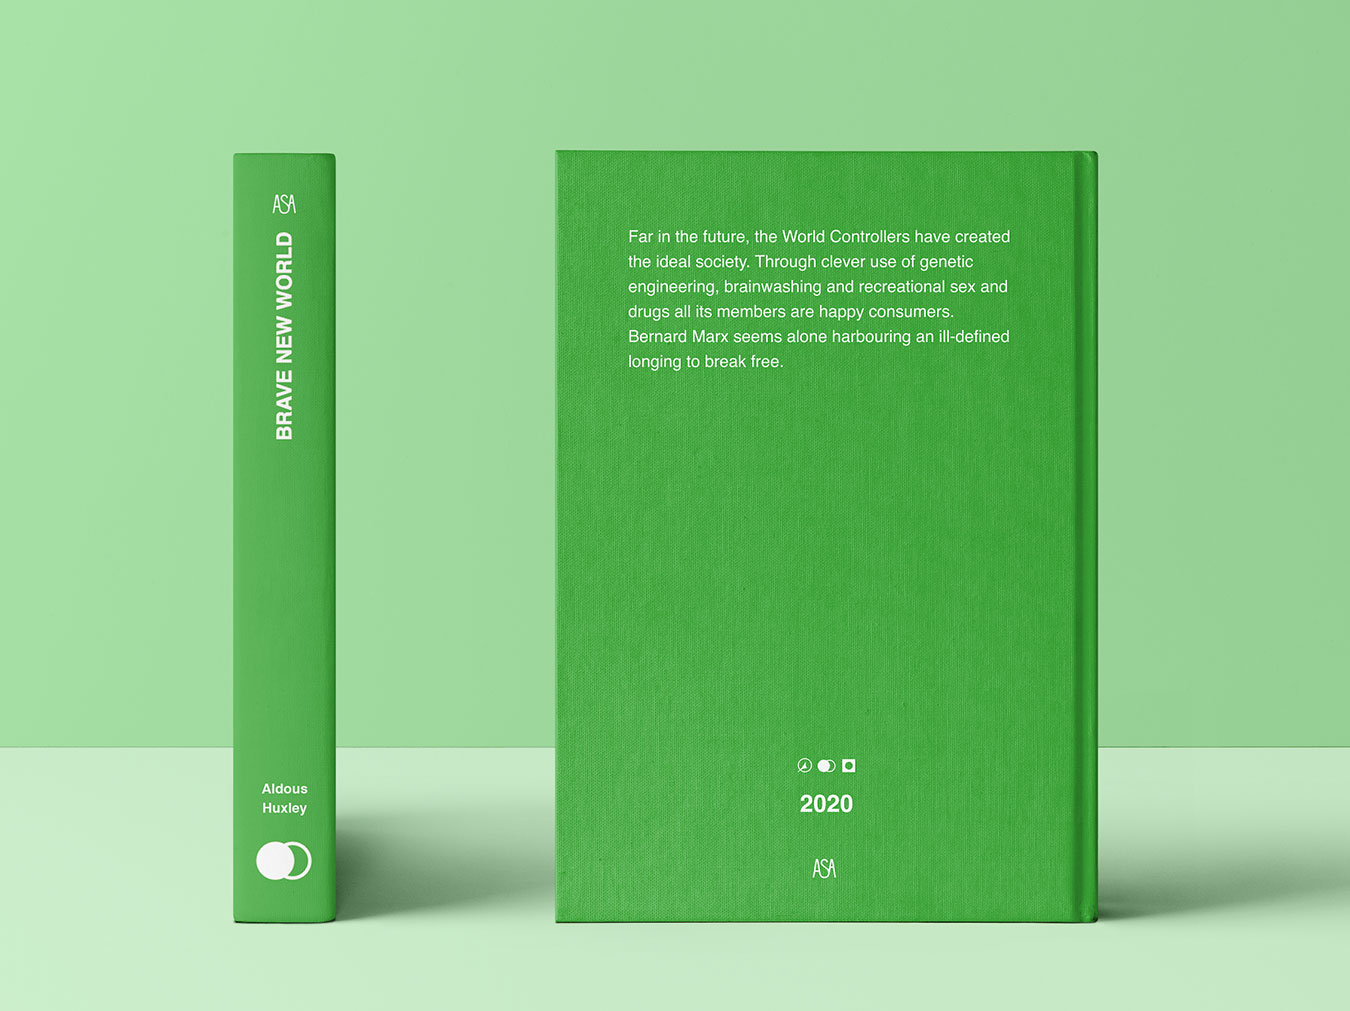 ASA
BRAVE NEW WORLD
Aldous
Huxley
Far in the future, the World Controllers have created
the ideal society. Through clever use of genetic
engineering, brainwashing and recreational sex and
drugs all its members are happy consumers.
Bernard Marx seems alone harbouring an ill-defined
longing to break free.
2020
ASA